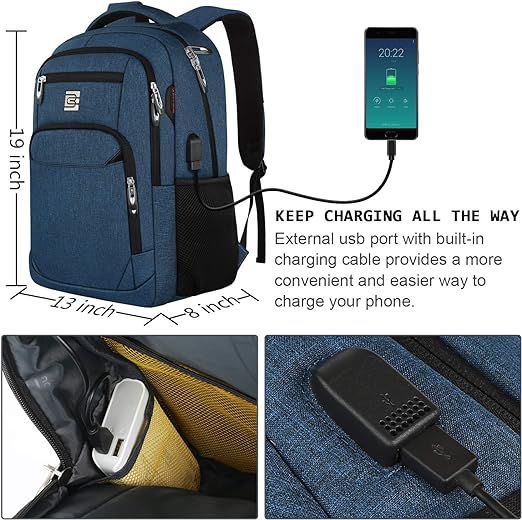 20:22
19 inch
KEEP CHARGING ALL THE WAY
External usb port with built-in
charging cable provides a more
convenient and easier way to
charge your phone.
13 inch
8 inch